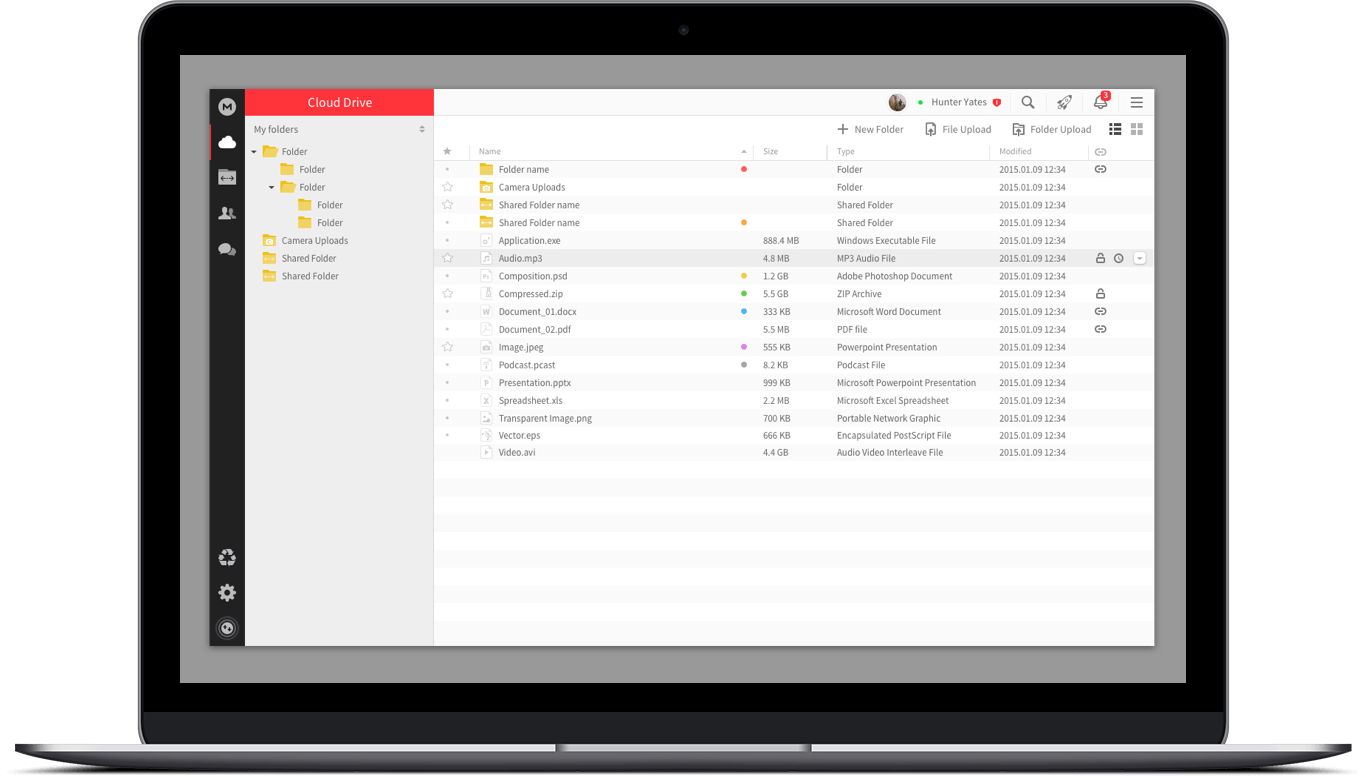 M
Cloud Drive
Hunter Yates
3
My folders
New Folder
File Upload
Folder Upload
Name
Size
Type
Modified
Folder
Folder
Folder
Folder
Folder
Camera Uploads
Shared Folder
Shared Folder
Folder name Folder 2015.01.09 12:34
Camera Uploads Folder 2015.01.09 12:34
Shared Folder name Shared Folder 2015.01.09 12:34
Shared Folder name Shared Folder 2015.01.09 12:34
Application.exe 888.4 MB Windows Executable File 2015.01.09 12:34
Audio.mp3 4.8 MB MP3 Audio File 2015.01.09 12:34
Composition.psd 1.2 GB Adobe Photoshop Document 2015.01.09 12:34
Compressed.zip 5.5 GB ZIP Archive 2015.01.09 12:34
Document_01.docx 333 KB Microsoft Word Document 2015.01.09 12:34
Document_02.pdf 5.5 MB PDF file 2015.01.09 12:34
Image.jpeg 555 KB Powerpoint Presentation 2015.01.09 12:34
Podcast.pcast 8.2 KB Podcast File 2015.01.09 12:34
Presentation.pptx 999 KB Microsoft Powerpoint Presentation 2015.01.09 12:34
Spreadsheet.xls 2.2 MB Microsoft Excel Spreadsheet 2015.01.09 12:34
Transparent Image.png 700 KB Portable Network Graphic 2015.01.09 12:34
Vector.eps 666 KB Encapsulated PostScript File 2015.01.09 12:34
Video.avi 4.4 GB Audio Video Interleave File 2015.01.09 12:34